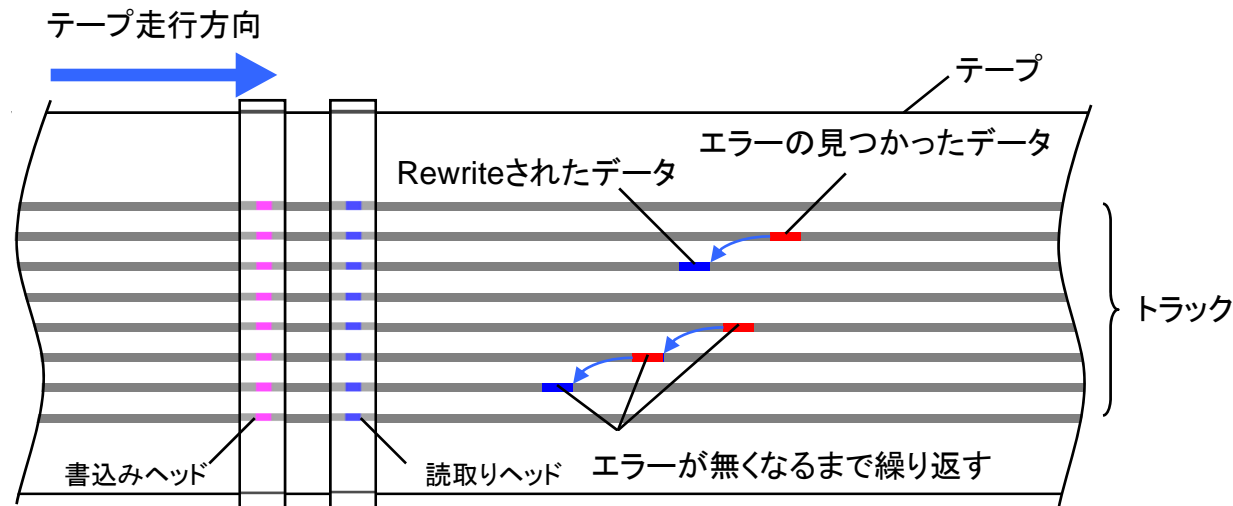 テープ走行方向
テープ
エラーの見つかったデータ
Rewriteされたデータ
トラック
書込みヘッド
読取りヘッド
エラーが無くなるまで繰り返す